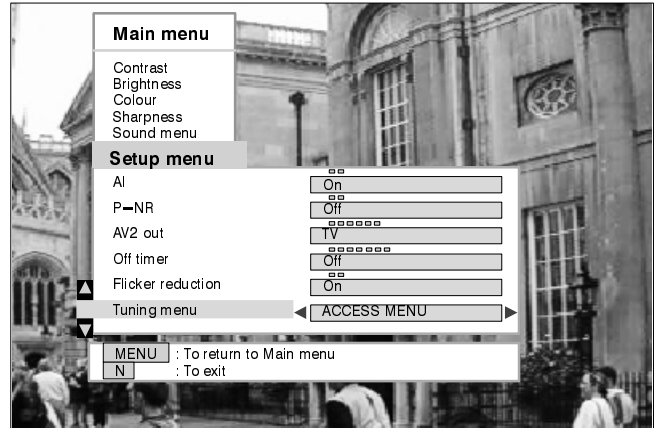 Main menu
Contrast
Brightness
Colour
Sharpness
Sound menu
Setup menu
AI On
P-NR Off
AV2 out TV
Off timer Off
Flicker reduction On
Tuning menu ACCESS MENU
MENU : To return to Main menu
N : To exit